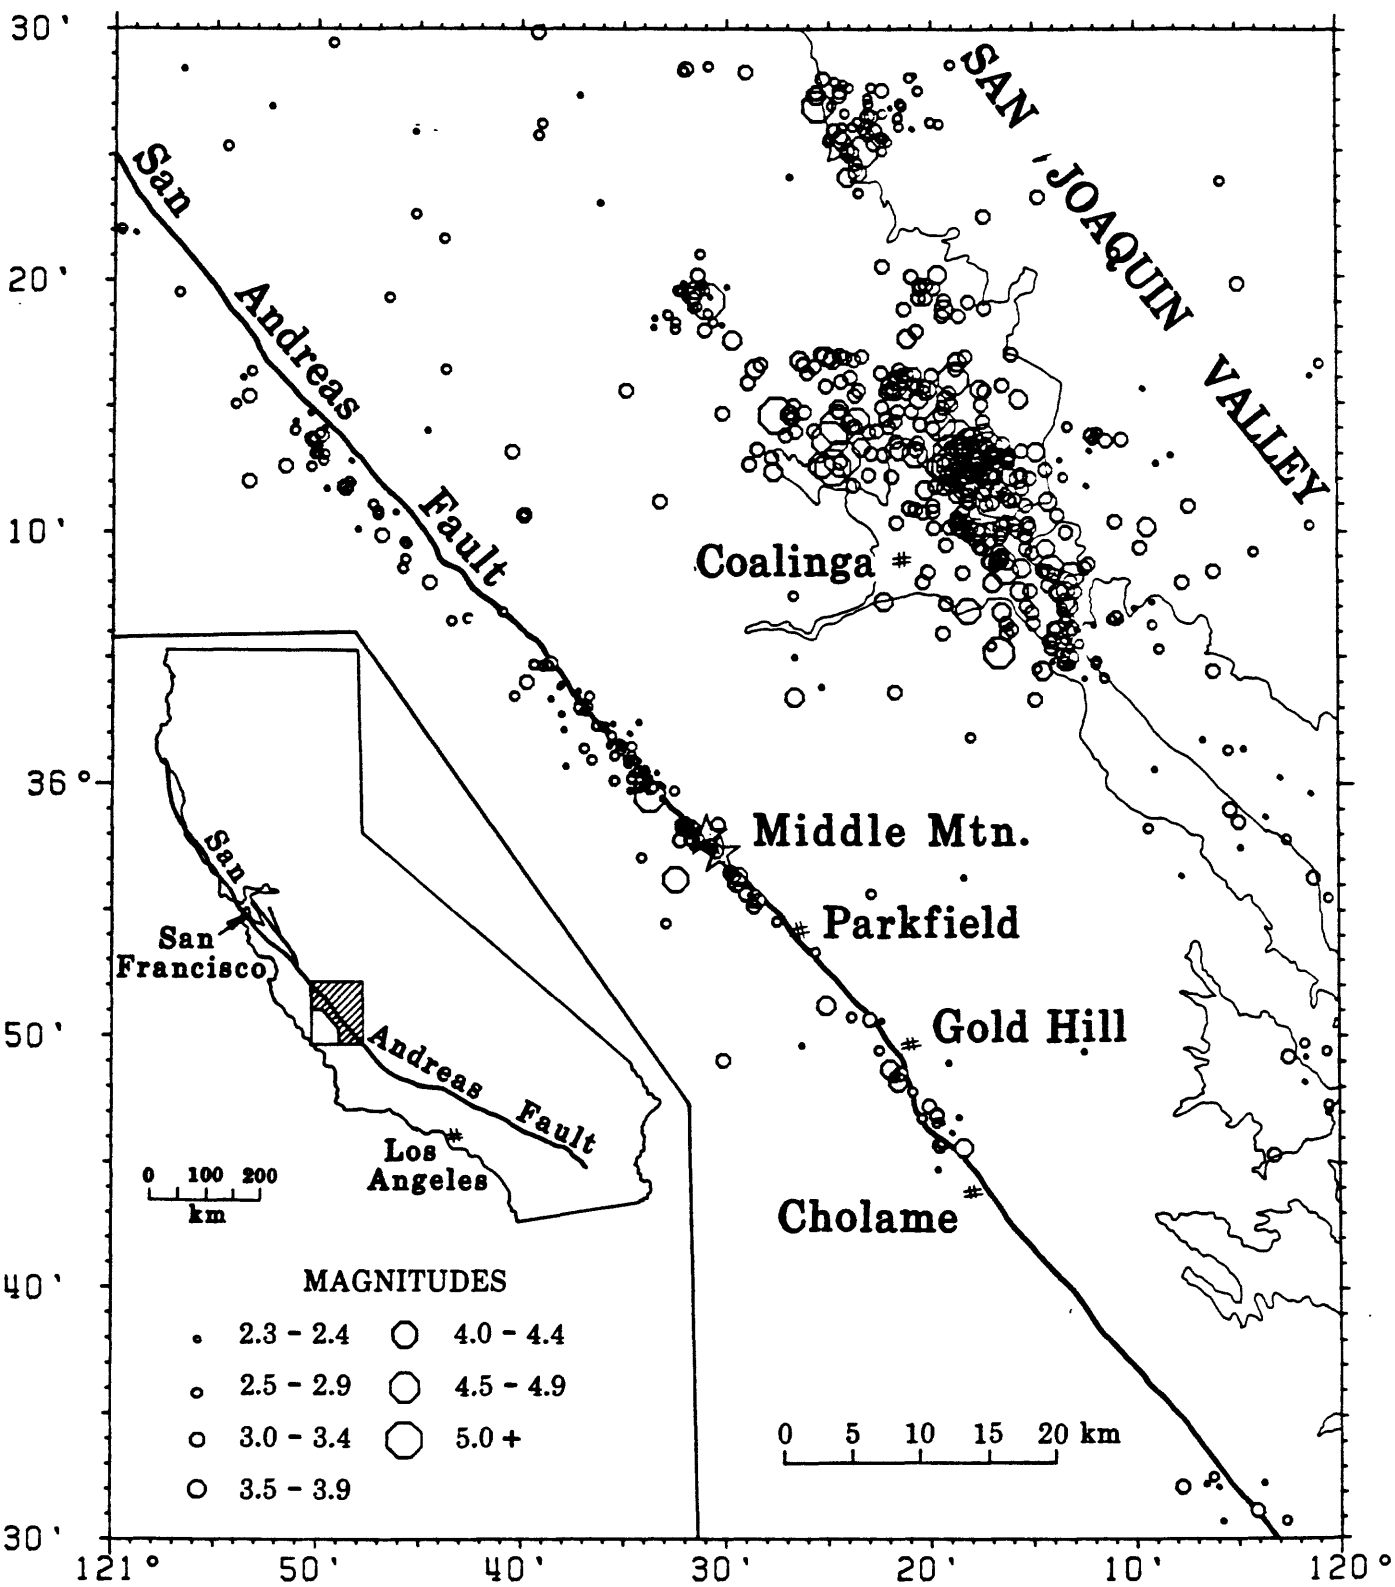 30'
SAN JOAQUIN VALLEY
San Andreas Fault
20'
10'
Coalinga
36°
Middle Mtn.
Parkfield
Gold Hill
50'
Cholame
San
San
Francisco
Andreas Fault
Los
Angeles
0 100 200
km
40'
MAGNITUDES
2.3 - 2.4 4.0 - 4.4
2.5 - 2.9 4.5 - 4.9
3.0 - 3.4 5.0 +
3.5 - 3.9
0 5 10 15 20 km
30'
121° 50' 40' 30' 20' 10' 120°